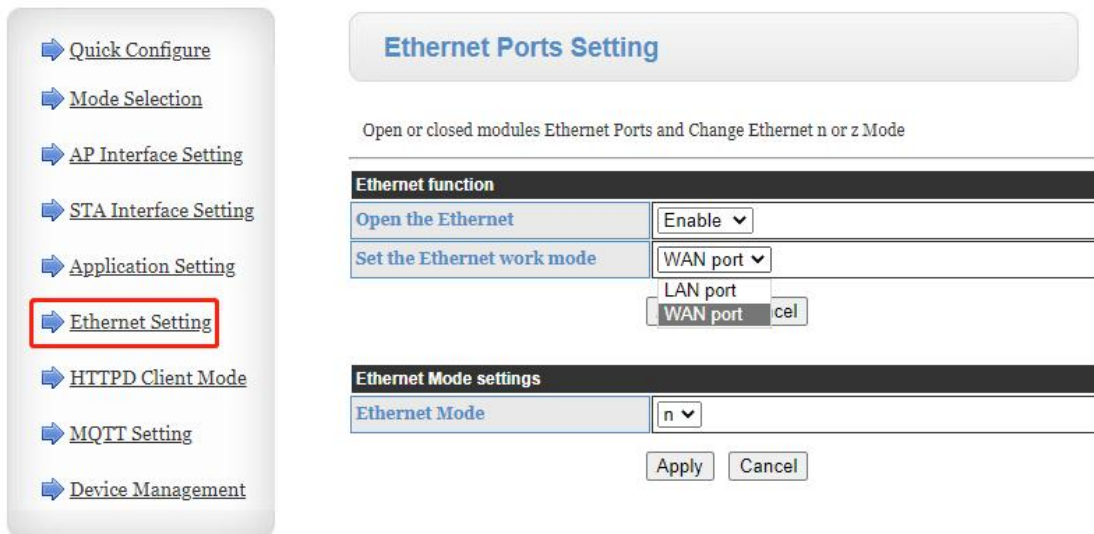 Quick Configure
Mode Selection
AP Interface Setting
STA Interface Setting
Application Setting
Ethernet Setting
HTTPD Client Mode
MQTT Setting
Device Management
Ethernet Ports Setting
Open or closed modules Ethernet Ports and Change Ethernet n or z Mode
Ethernet function
Open the Ethernet Enable
Set the Ethernet work mode WAN port
LAN port
WAN port
Ethernet Mode settings
Ethernet Mode n
Apply Cancel